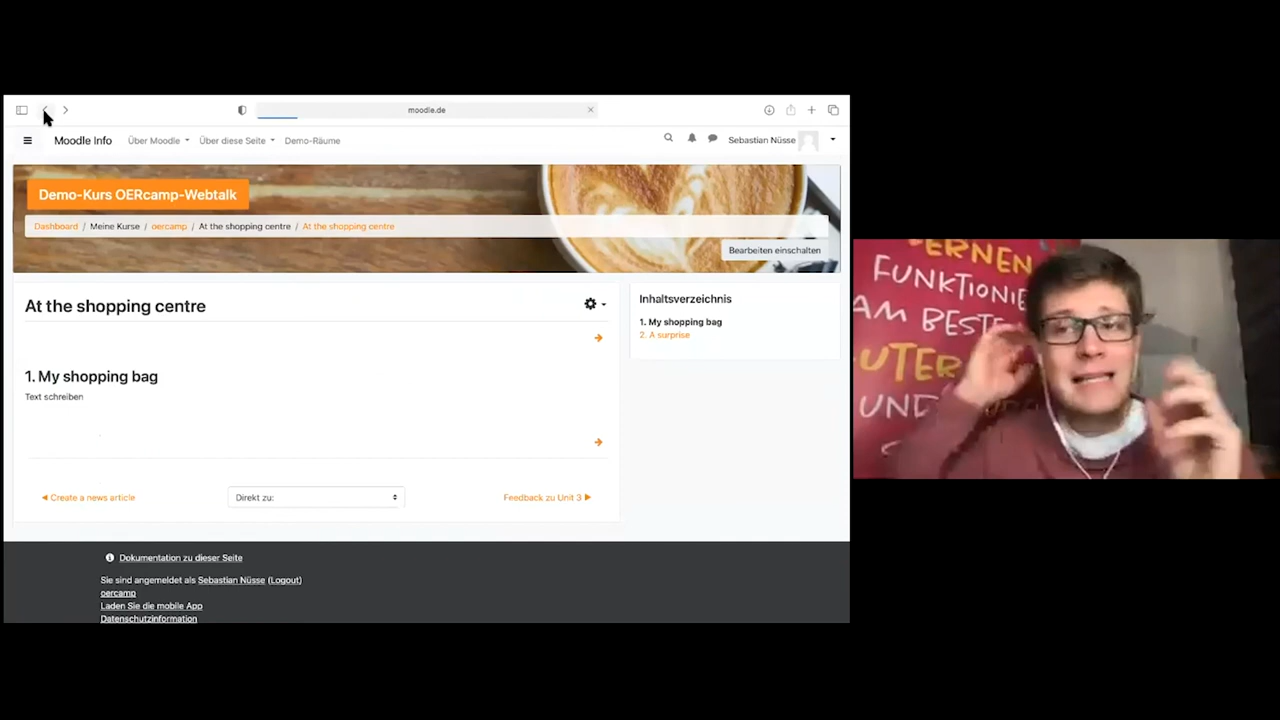 moodle.de
Moodle Info Über Moodle Über diese Seite Demo-Räume Sebastian Nüsse
Demo-Kurs OERcamp-Webtalk
Dashboard / Meine Kurse / oercamp / At the shopping centre / At the shopping centre
Bearbeiten einschalten
At the shopping centre
1. My shopping bag
Text schreiben
◀ Create a news article
Direkt zu:
Feedback zu Unit 3 ▶
Inhaltsverzeichnis
1. My shopping bag
2. A surprise
Dokumentation zu dieser Seite
Sie sind angemeldet als Sebastian Nüsse (Logout)
oercamp
Laden Sie die mobile App
Datenschutzinformation
FUNKTIONIE
AM BESTE
UND